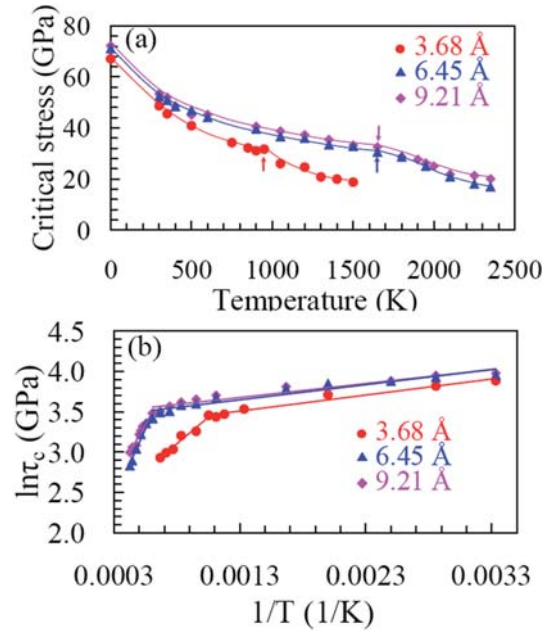 (a)
3.68 Å
6.45 Å
9.21 Å
Critical stress (GPa)
80
60
40
20
0
0 500 1000 1500 2000 2500
Temperature (K)
(b)
3.68 Å
6.45 Å
9.21 Å
lnτc (GPa)
4.5
4.0
3.5
3.0
2.5
2.0
0.0003 0.0013 0.0023 0.0033
1/T (1/K)